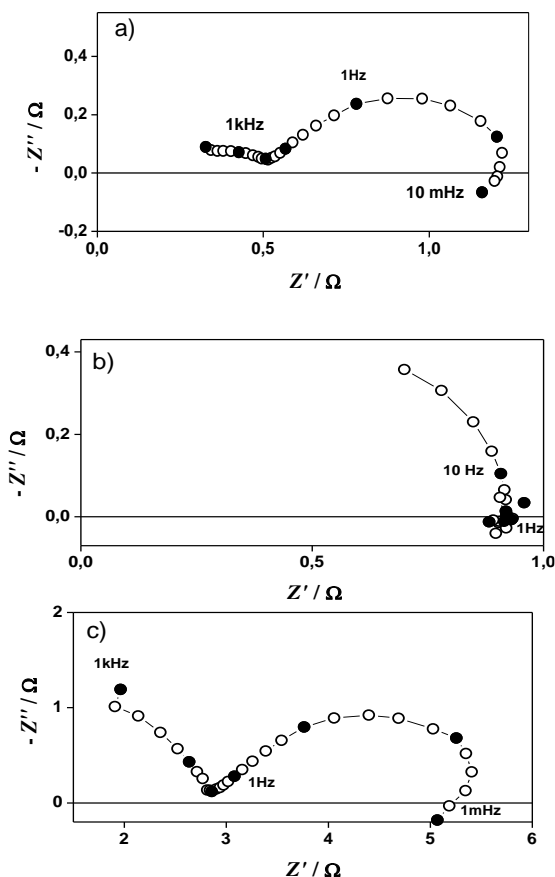 a)
0,4
0,2
0,0
-0,2
- Z'' / Ω
1kHz
1Hz
10 mHz
0,0
0,5
1,0
Z' / Ω
b)
0,4
0,2
0,0
- Z'' / Ω
10 Hz
1Hz
0,0
0,5
1,0
Z' / Ω
c)
2
1
0
- Z'' / Ω
1kHz
1Hz
1mHz
2
3
4
5
6
Z' / Ω